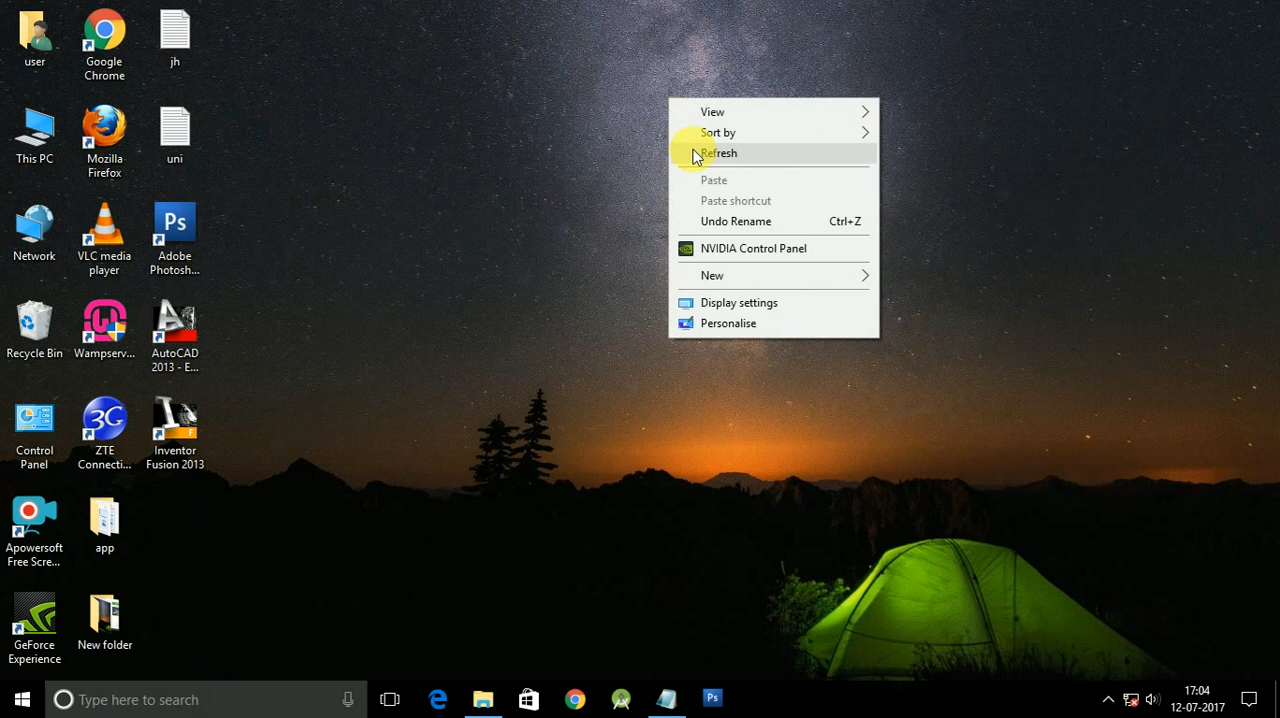 user
Google
Chrome
jh
This PC
Mozilla
Firefox
uni
Network
VLC media
player
Ps
Adobe
Photosh...
Recycle Bin
Wampserv...
AutoCAD
2013 - E...
Control
Panel
3G
ZTE
Connecti...
Inventor
Fusion 2013
Apowersoft
Free Scre...
app
GeForce
Experience
New folder
View
Sort by
Refresh
Paste
Paste shortcut
Undo Rename Ctrl+Z
NVIDIA Control Panel
New
Display settings
Personalise
Type here to search
Ps
17:04
12-07-2017